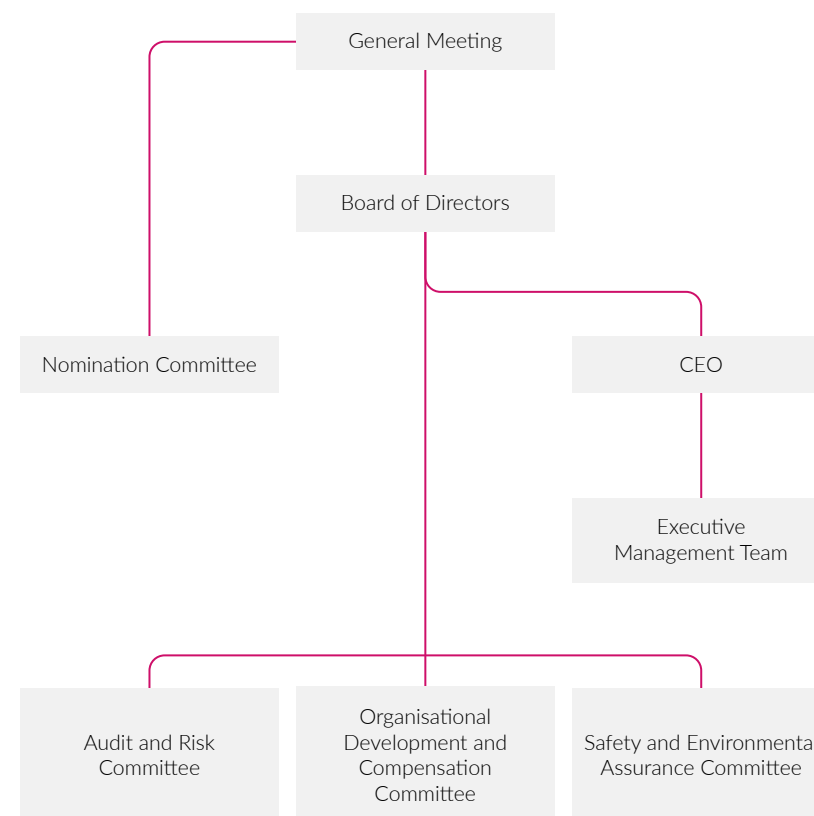 General Meeting
Board of Directors
Nomination Committee
CEO
Executive
Management Team
Audit and Risk
Committee
Organisational
Development and
Compensation
Committee
Safety and Environmenta
Assurance Committee